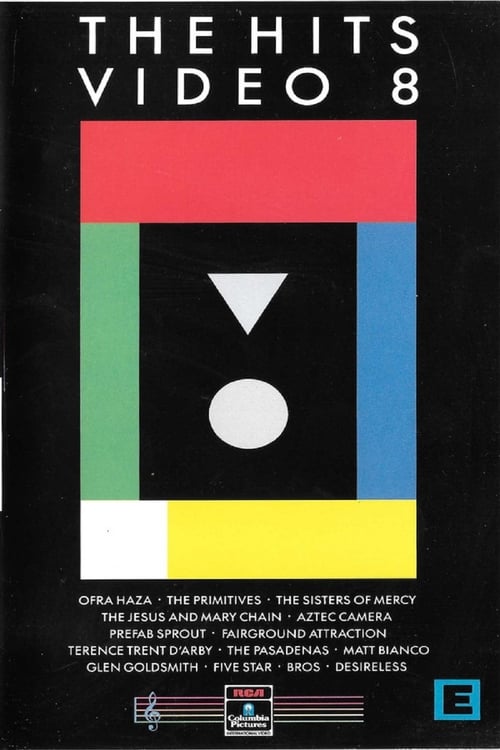 THE HITS
VIDEO 8
OFRA HAZA · THE PRIMITIVES · THE SISTERS OF MERCY
THE JESUS AND MARY CHAIN · AZTEC CAMERA
PREFAB SPROUT · FAIRGROUND ATTRACTION
TERENCE TRENT D'ARBY · THE PASADENAS · MATT BIANCO
GLEN GOLDSMITH · FIVE STAR · BROS · DESIRELESS
RCA
Columbia
Pictures
INTERNATIONAL VIDEO
E